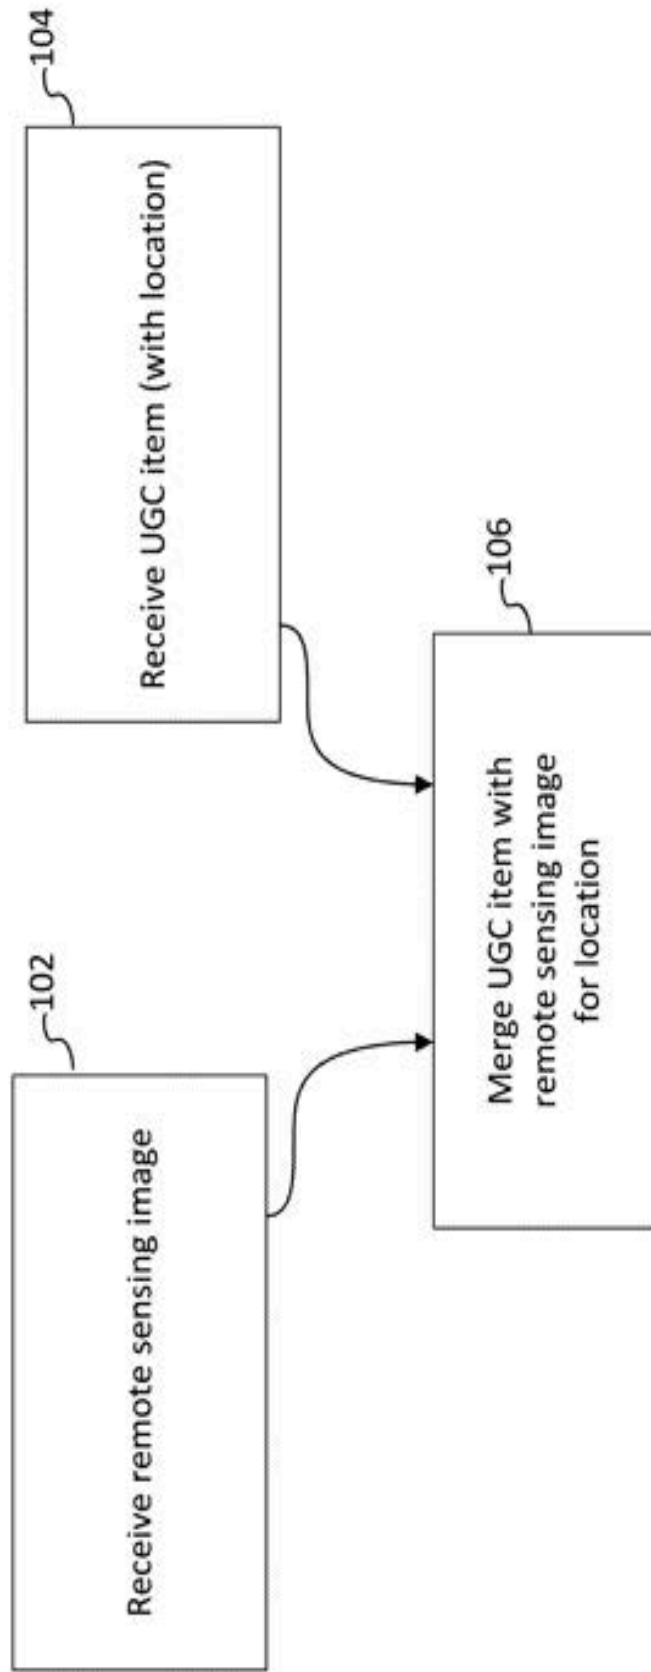 102
Receive remote sensing image
104
Receive UGC item (with location)
106
Merge UGC item with
remote sensing image
for location